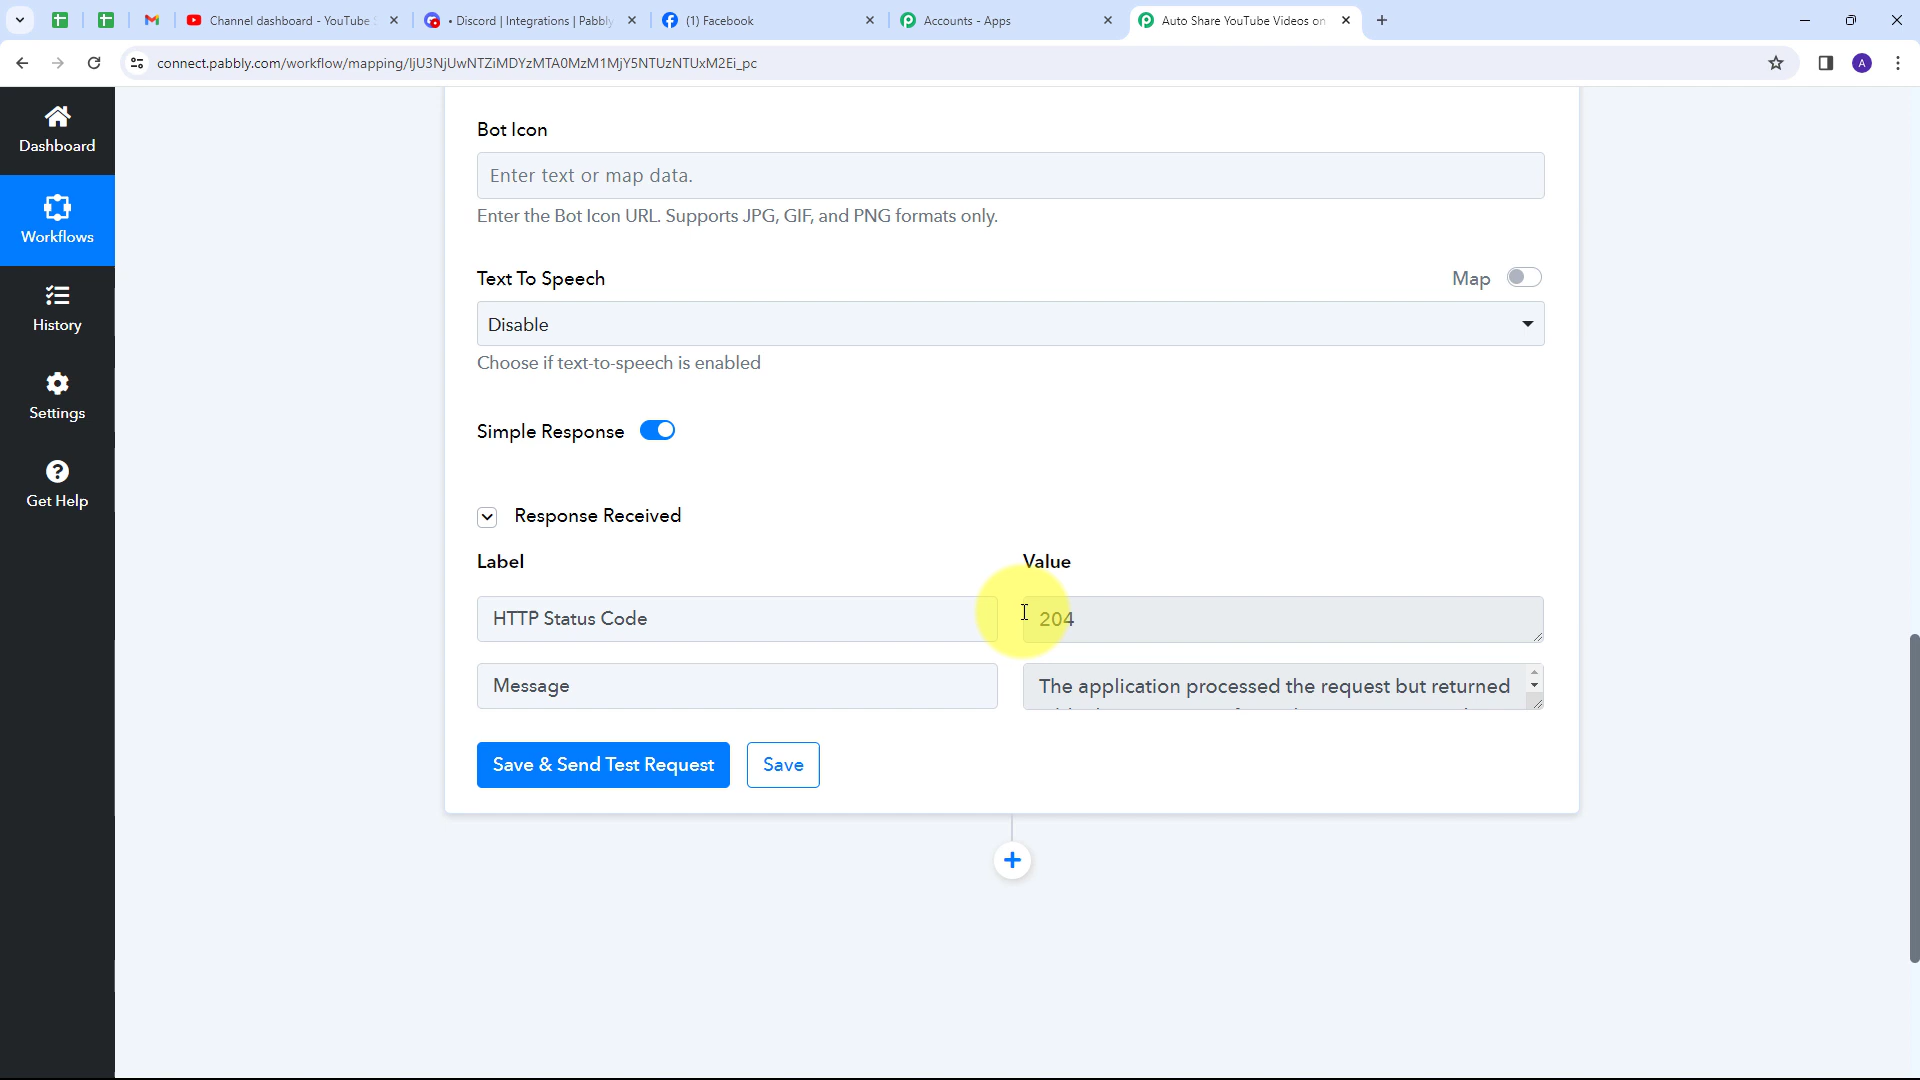 Channel dashboard - YouTube
• Discord | Integrations | Pabbly
(1) Facebook
Accounts - Apps
Auto Share YouTube Videos on
connect.pabbly.com/workflow/mapping/IjU3NjUwNTZiMDYzMTA0MzM1MjY5NTUzNTUxM2Ei_pc
A
Dashboard
Workflows
History
Settings
Get Help
Bot Icon
Enter text or map data.
Enter the Bot Icon URL. Supports JPG, GIF, and PNG formats only.
Text To Speech
Map
Disable
Choose if text-to-speech is enabled
Simple Response
Response Received
Label
Value
HTTP Status Code
204
Message
The application processed the request but returned
Save & Send Test Request
Save